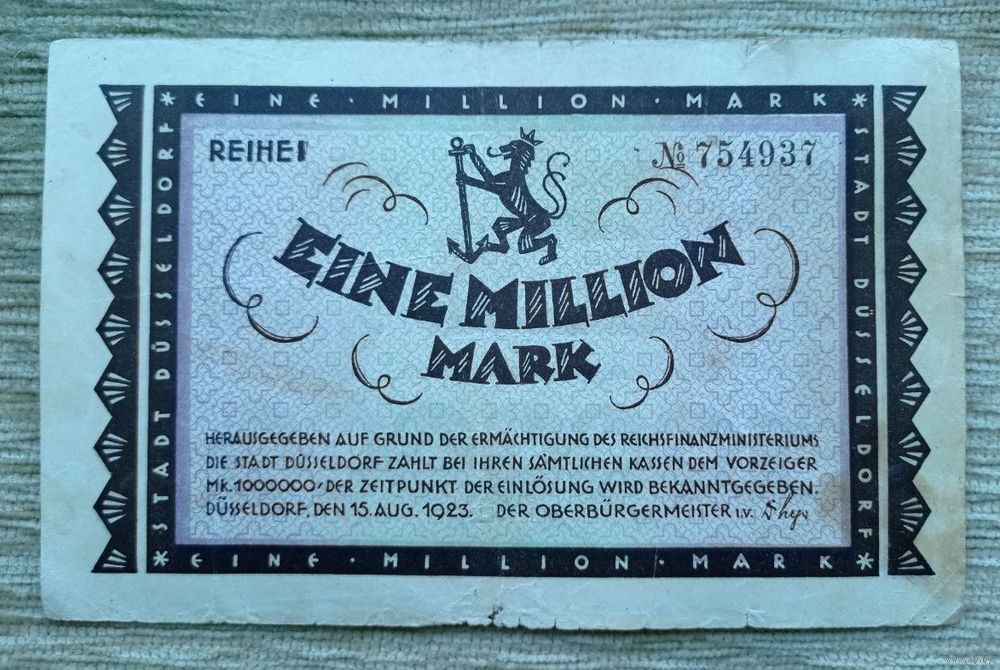 * EINE · MILLION · MARK *
STADT DÜSSELDORF
STADT DÜSSELDORF
REIHE I
№ 754937
EINE MILLION
MARK
HERAUSGEGEBEN AUF GRUND DER ERMÄCHTIGUNG DES REICHSFINANZMINISTERIUMS
DIE STADT DÜSSELDORF ZAHLT BEI IHREN SÄMTLICHEN KASSEN DEM VORZEIGER
MK. 1000000, DER ZEITPUNKT DER EINLÖSUNG WIRD BEKANNTGEGEBEN.
DÜSSELDORF, DEN 15. AUG. 1923. DER OBERBÜRGERMEISTER I.V.
* EINE · MILLION · MARK *